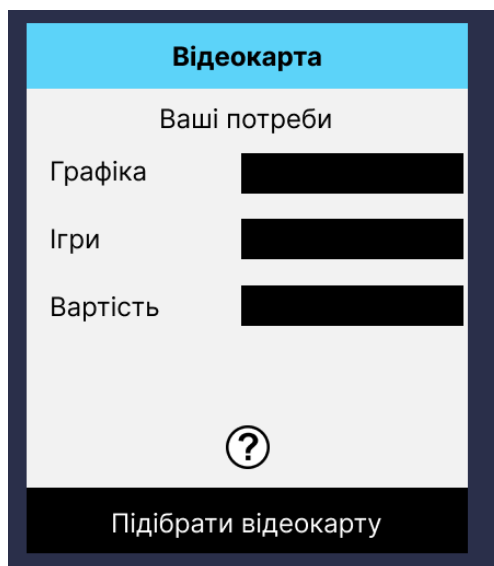 Відеокарта
Ваші потреби
Графіка
Ігри
Вартість
?
Підібрати відеокарту